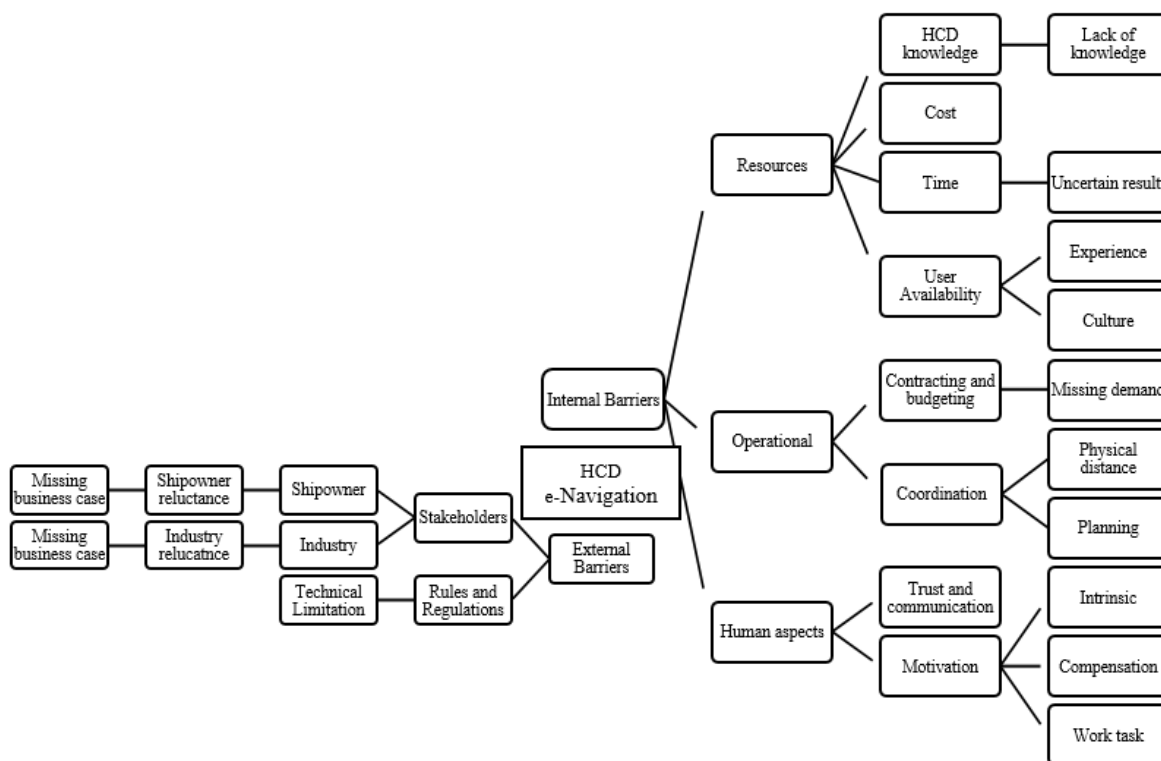 HCD
knowledge
Lack of
knowledge
Cost
Resources
Time
Uncertain result
User
Availability
Experience
Culture
Internal Barriers
Contracting and
budgeting
Missing demand
Operational
Coordination
Physical
distance
Planning
HCD
e-Navigation
Missing
business case
Shipowner
reluctance
Shipowner
Stakeholders
Missing
business case
Industry
relucatnce
Industry
External
Barriers
Technical
Limitation
Rules and
Regulations
Human aspects
Trust and
communication
Motivation
Intrinsic
Compensation
Work task